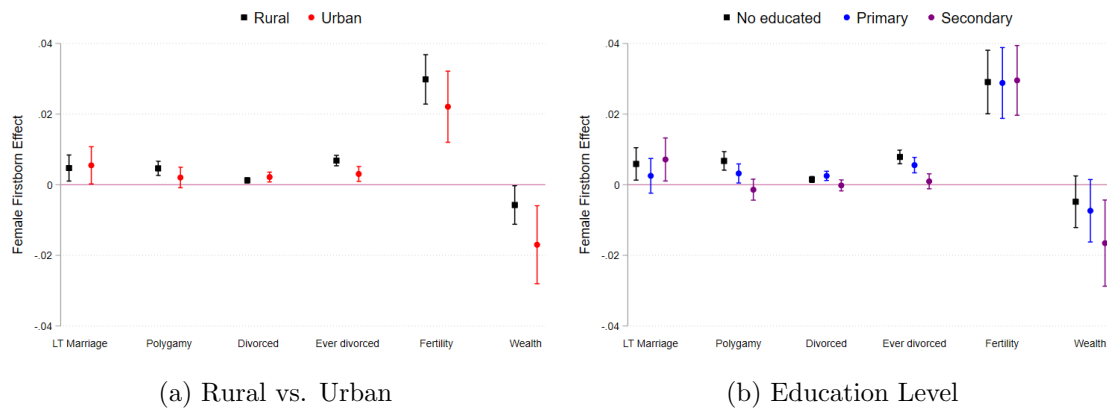 Rural Urban
Female Firstborn Effect
.04
.02
0
-.02
-.04
LT Marriage Polygamy Divorced Ever divorced Fertility Wealth
(a) Rural vs. Urban
No educated Primary Secondary
Female Firstborn Effect
.04
.02
0
-.02
-.04
LT Marriage Polygamy Divorced Ever divorced Fertility Wealth
(b) Education Level